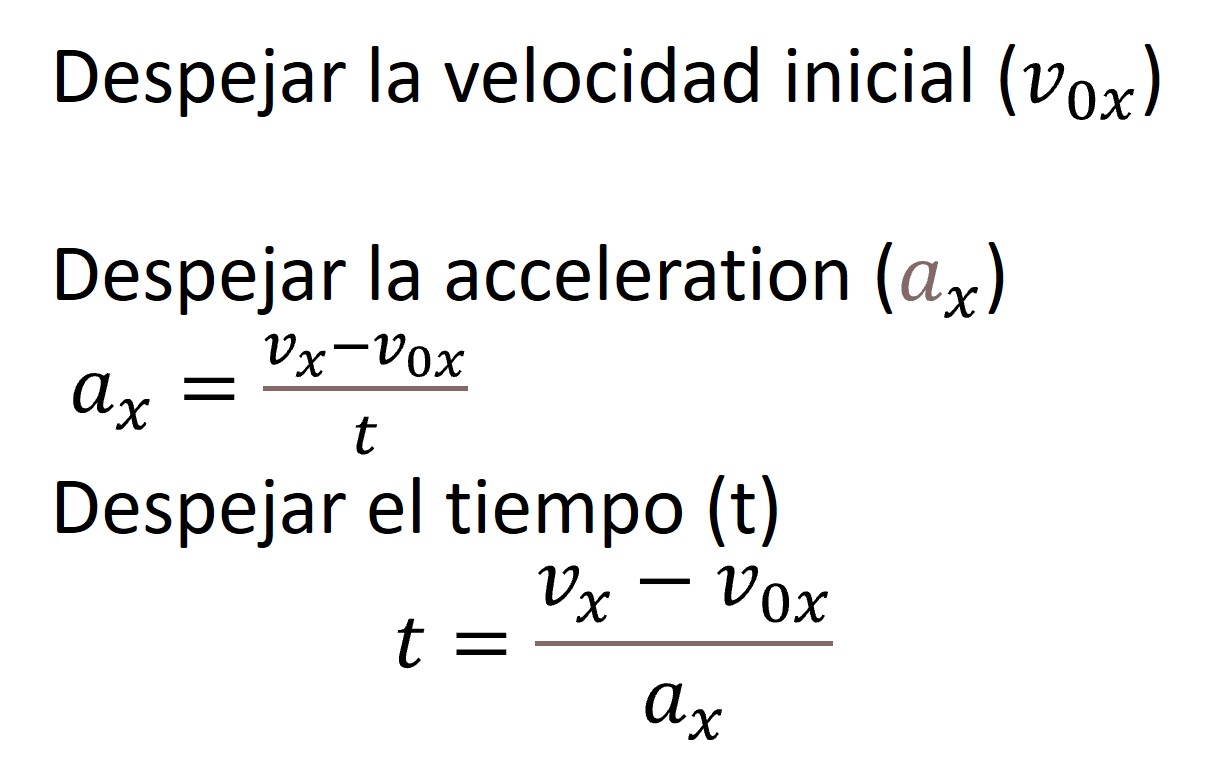 Despejar la velocidad inicial (𝑣₀ₓ)
Despejar la acceleration (𝑎ₓ)
𝑎ₓ = (𝑣ₓ−𝑣₀ₓ)/𝑡
Despejar el tiempo (t)
𝑡 = (𝑣ₓ − 𝑣₀ₓ)/𝑎ₓ